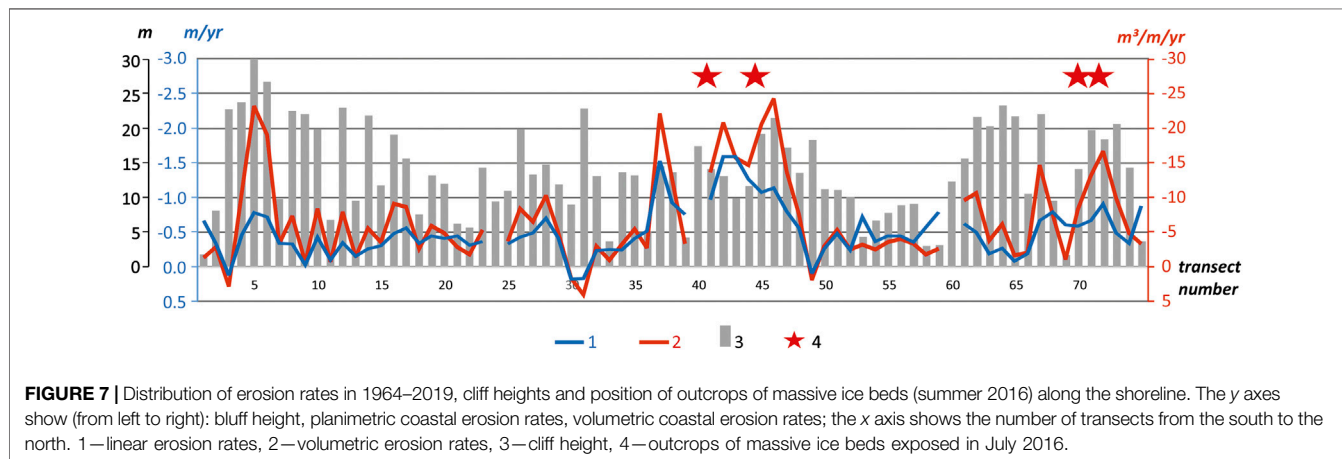 m m/yr m³/m/yr
30 -3.0 -30
25 -2.5 -25
20 -2.0 -20
15 -1.5 -15
10 -1.0 -10
5 -0.5 -5
0 0.0 0
0.5 5
5 10 15 20 25 30 35 40 45 50 55 60 65 70
transect
number
1 2 3 4
FIGURE 7 | Distribution of erosion rates in 1964–2019, cliff heights and position of outcrops of massive ice beds (summer 2016) along the shoreline. The y axes
show (from left to right): bluff height, planimetric coastal erosion rates, volumetric coastal erosion rates; the x axis shows the number of transects from the south to the
north. 1—linear erosion rates, 2—volumetric erosion rates, 3—cliff height, 4—outcrops of massive ice beds exposed in July 2016.